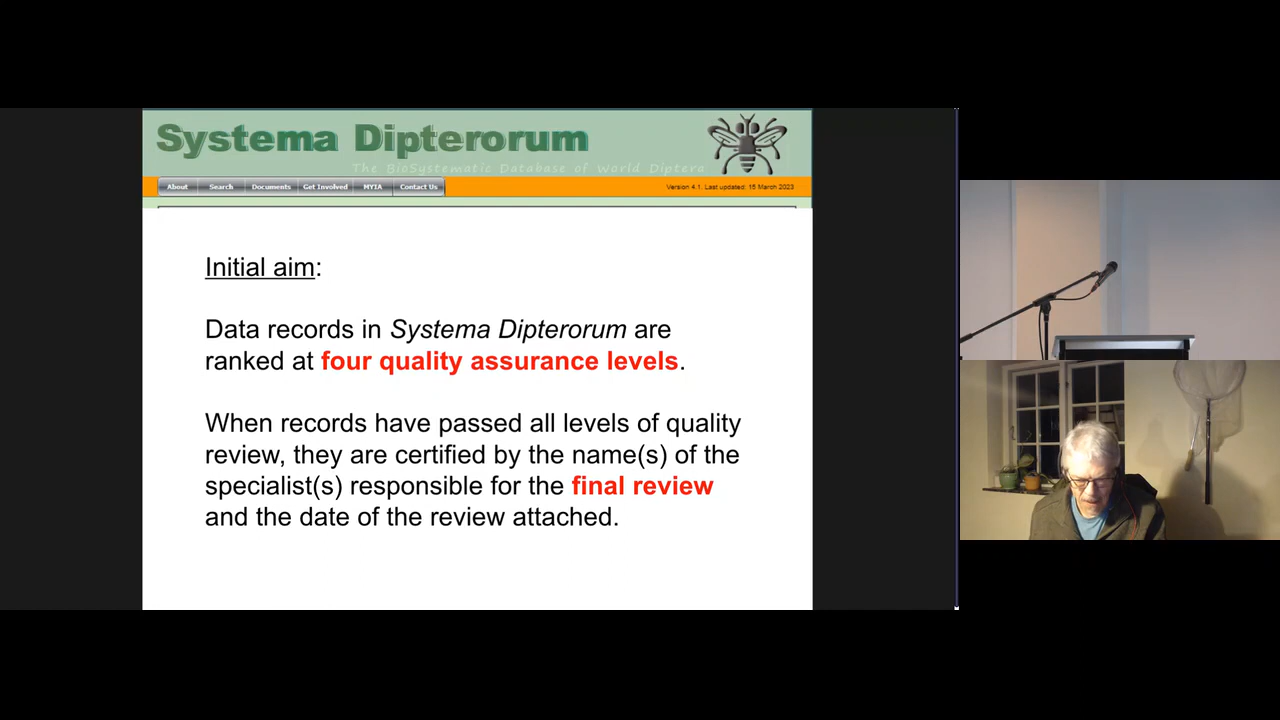 Systema Dipterorum
The BioSystematic Database of World Diptera
About Search Documents Get Involved MYIA Contact Us
Version 4.1. Last updated: 15 March 2023
Initial aim:
Data records in Systema Dipterorum are
ranked at four quality assurance levels.
When records have passed all levels of quality
review, they are certified by the name(s) of the
specialist(s) responsible for the final review
and the date of the review attached.